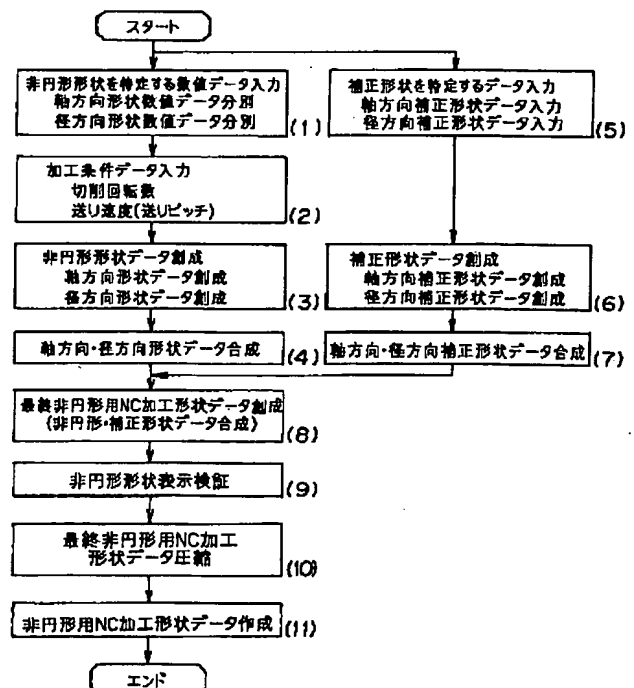 スタート
非円形形状を特定する数値データ入力
軸方向形状数値データ分別
径方向形状数値データ分別
(1)
補正形状を特定するデータ入力
軸方向補正形状データ入力
径方向補正形状データ入力
(5)
加工条件データ入力
切削回転数
送り速度(送りピッチ)
(2)
非円形形状データ創成
軸方向形状データ創成
径方向形状データ創成
(3)
補正形状データ創成
軸方向補正形状データ創成
径方向補正形状データ創成
(6)
軸方向・径方向形状データ合成
(4)
軸方向・径方向補正形状データ合成
(7)
最終非円形用NC加工形状データ創成
(非円形・補正形状データ合成)
(8)
非円形形状表示検証
(9)
最終非円形用NC加工
形状データ圧縮
(10)
非円形用NC加工形状データ作成
(11)
エンド